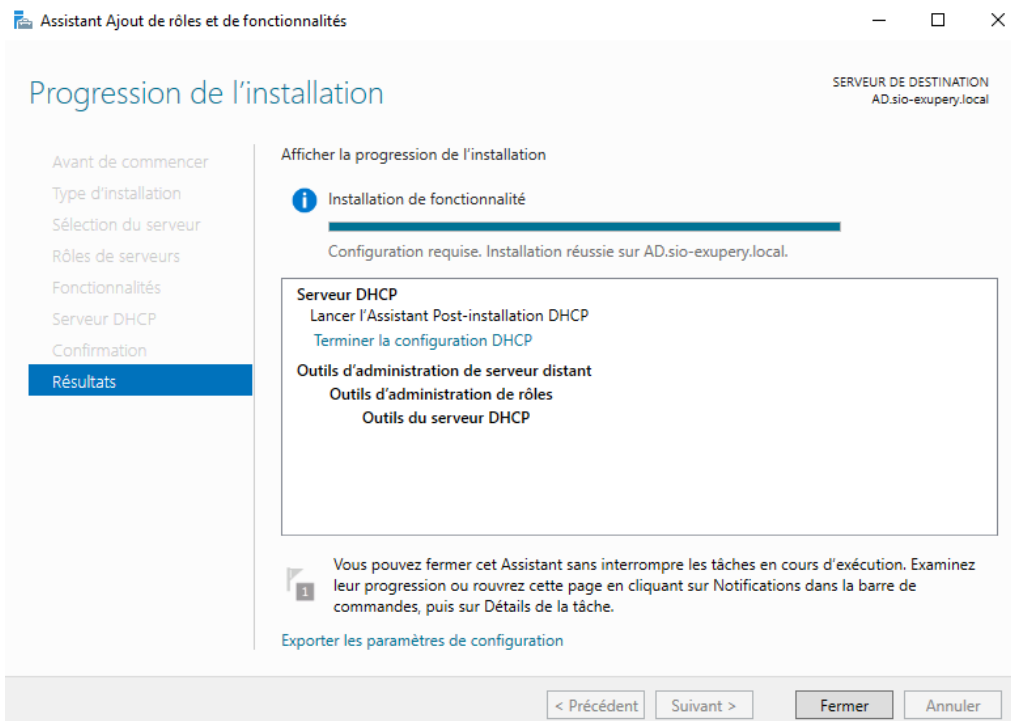 Assistant Ajout de rôles et de fonctionnalités
Progression de l'installation
SERVEUR DE DESTINATION
AD.sio-exupery.local
Avant de commencer
Type d'installation
Sélection du serveur
Rôles de serveurs
Fonctionnalités
Serveur DHCP
Confirmation
Résultats
Afficher la progression de l'installation
Installation de fonctionnalité
Configuration requise. Installation réussie sur AD.sio-exupery.local.
Serveur DHCP
Lancer l'Assistant Post-installation DHCP
Terminer la configuration DHCP
Outils d'administration de serveur distant
Outils d'administration de rôles
Outils du serveur DHCP
1
Vous pouvez fermer cet Assistant sans interrompre les tâches en cours d'exécution. Examinez
leur progression ou rouvrez cette page en cliquant sur Notifications dans la barre de
commandes, puis sur Détails de la tâche.
Exporter les paramètres de configuration
< Précédent
Suivant >
Fermer
Annuler